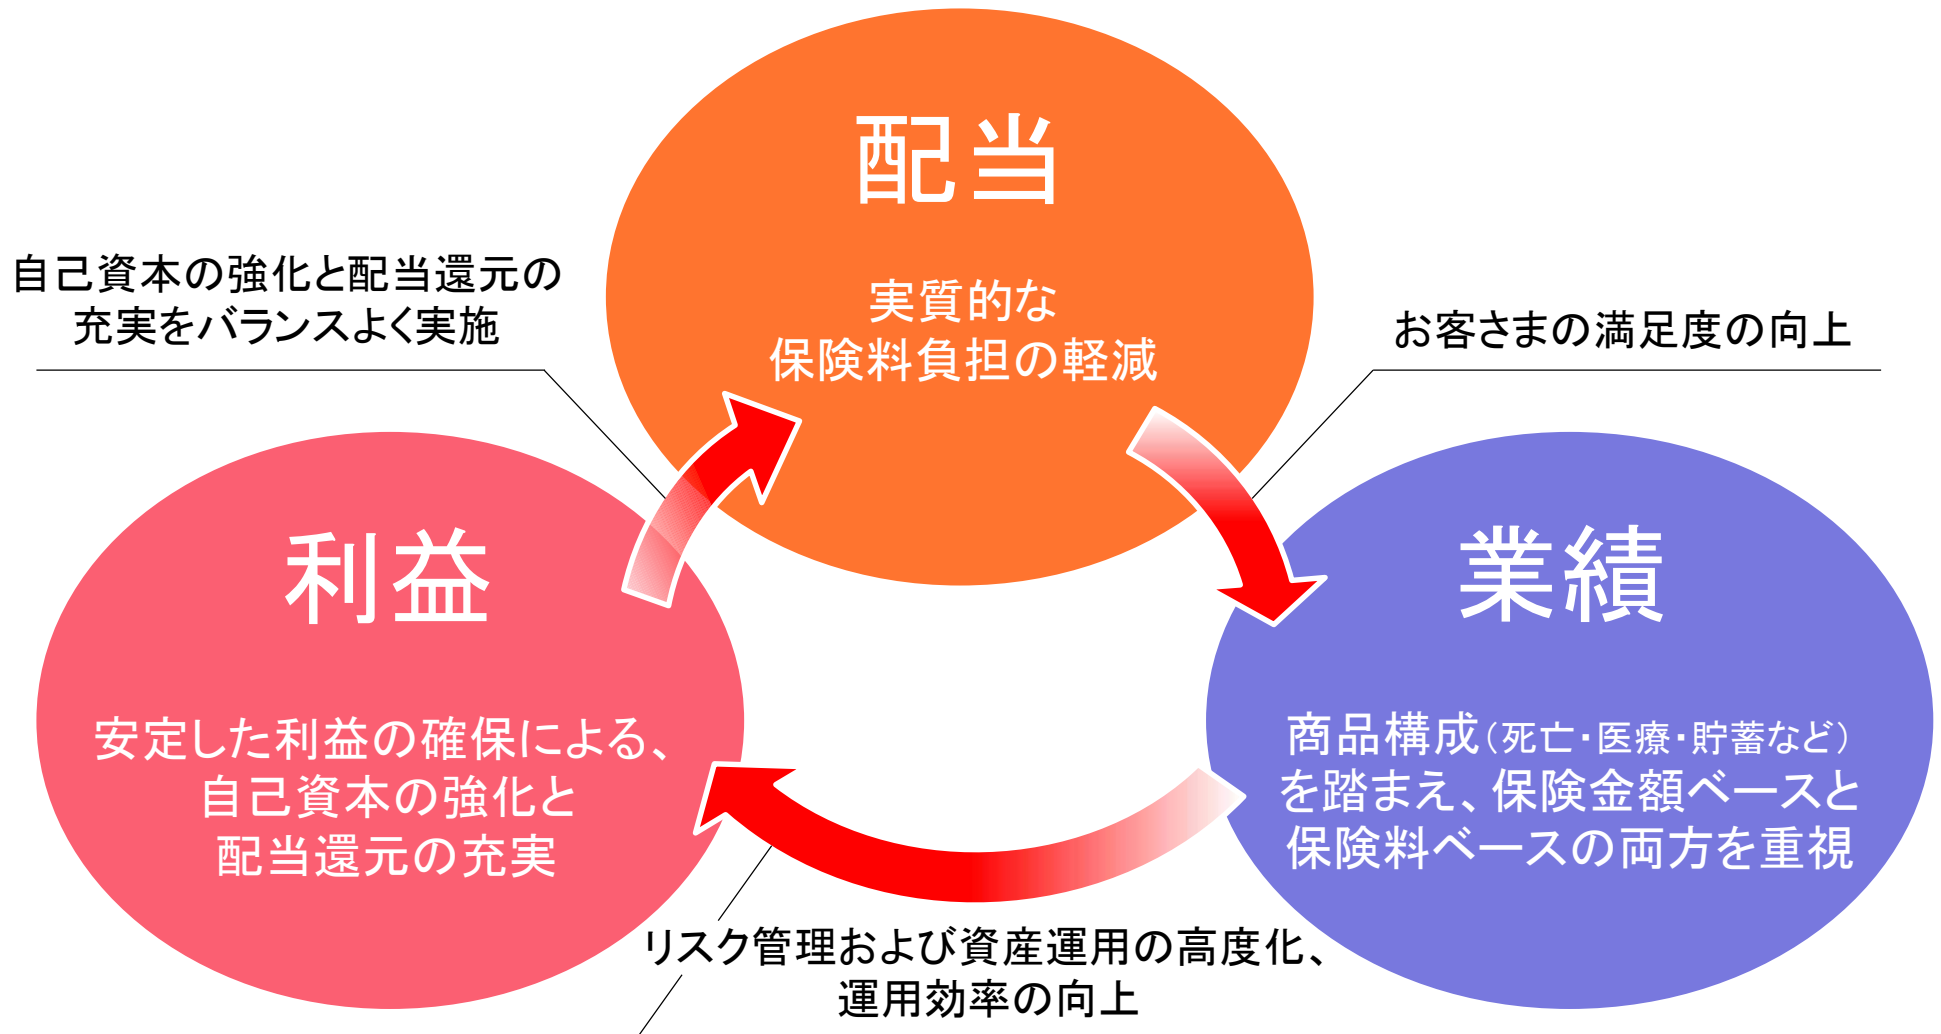 配当
実質的な
保険料負担の軽減
自己資本の強化と配当還元の
充実をバランスよく実施
お客さまの満足度の向上
利益
安定した利益の確保による、
自己資本の強化と
配当還元の充実
業績
商品構成(死亡・医療・貯蓄など)
を踏まえ、保険金額ベースと
保険料ベースの両方を重視
リスク管理および資産運用の高度化、
運用効率の向上